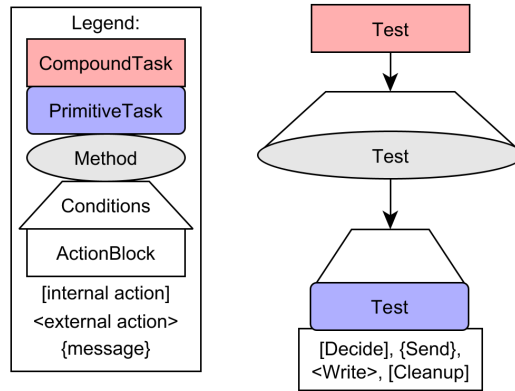 Legend:
CompoundTask
PrimitiveTask
Method
Conditions
ActionBlock
[internal action]
<external action>
{message}
Test
Test
Test
[Decide], {Send},
<Write>, [Cleanup]